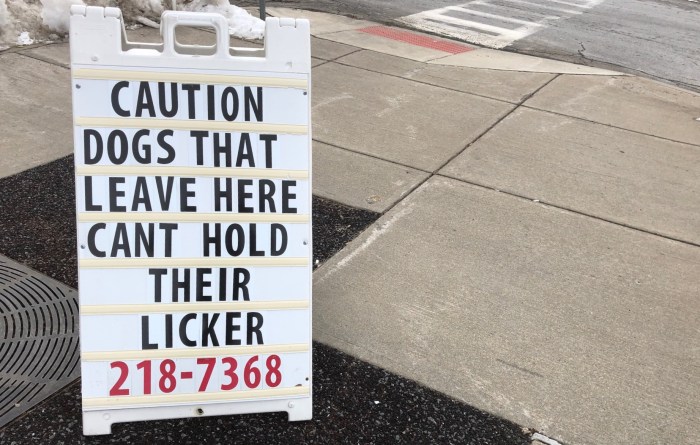 CAUTION
DOGS THAT
LEAVE HERE
CANT HOLD
THEIR
LICKER
218-7368